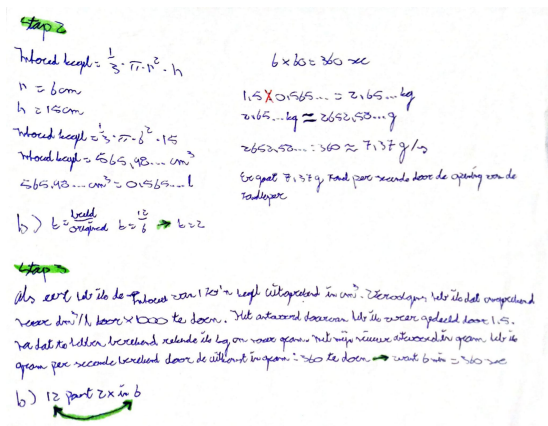 Stap 2
Inhoud kegel = 1/3 · π · r² · h
r = 6cm
h = 15cm
Inhoud kegel = 1/3 · π · 6² · 15
Inhoud kegel = 565,48... cm³
565,48... cm³ = 0,565... l
b) k = beeld/origineel k = 12/6 → k = 2
6 x 60 = 360 sec
1,5 X 0,565... = 2,65... kg
2,65...kg ≈ 2652,58...g
2652,58... : 360 ≈ 7,37 g/s
Er gaat 7,37g zand per seconde door de opening van de
zandloper
Stap 3
Als eerst heb ik de inhoud van zo'n kegel uitgerekend in cm³. Vervolgens heb ik dat omgerekend
naar dm³/l door x 1000 te doen. Het antwoord daarvan heb ik weer gedeeld door 1.5.
na dat te hebben berekend rekende ik kg om naar gram. Met mijn nieuwe antwoord in gram heb ik
gram per seconde berekend door de uitkomst in gram : 360 te doen → want 6 min = 360 sec
b) 12 past 2x in 6